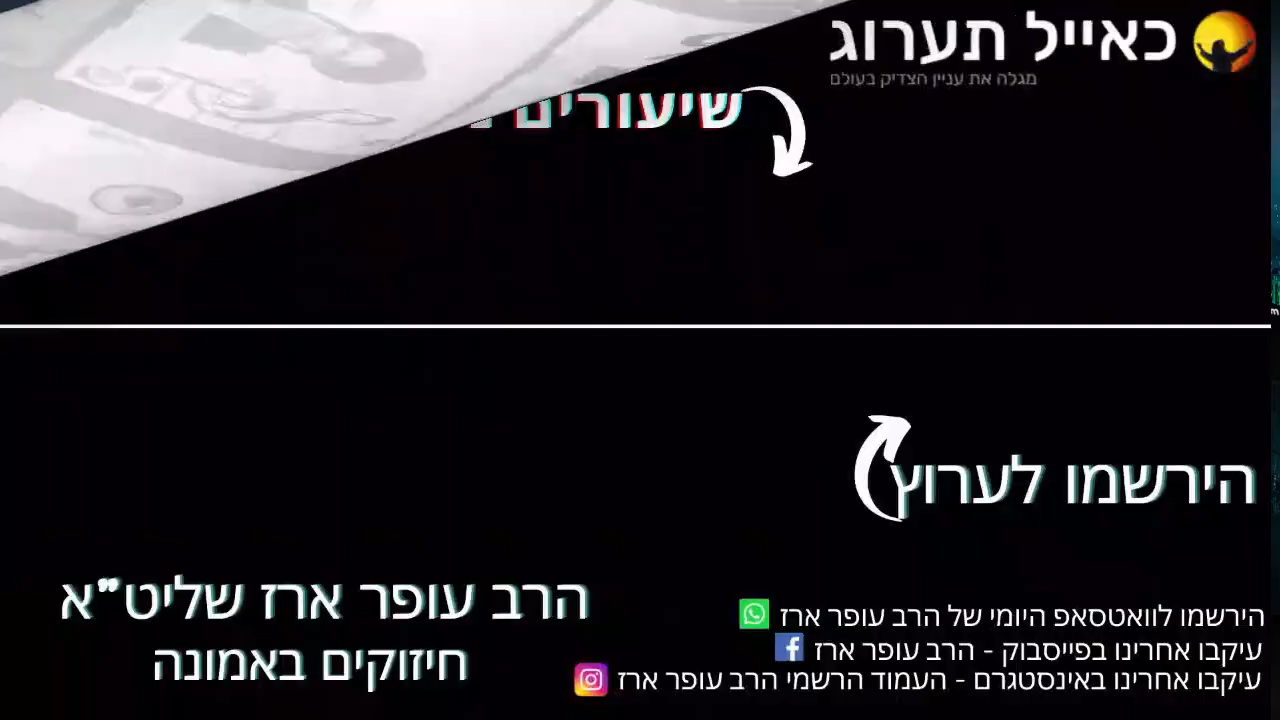 כאייל תערוג
מגלה את עניין הצדיק בעולם
שיעורים
הירשמו לערוץ
הרב עופר ארז שליט"א
חיזוקים באמונה
הירשמו לוואטסאפ היומי של הרב עופר ארז
עיקבו אחרינו בפייסבוק - הרב עופר ארז
עיקבו אחרינו באינסטגרם - העמוד הרשמי הרב עופר ארז